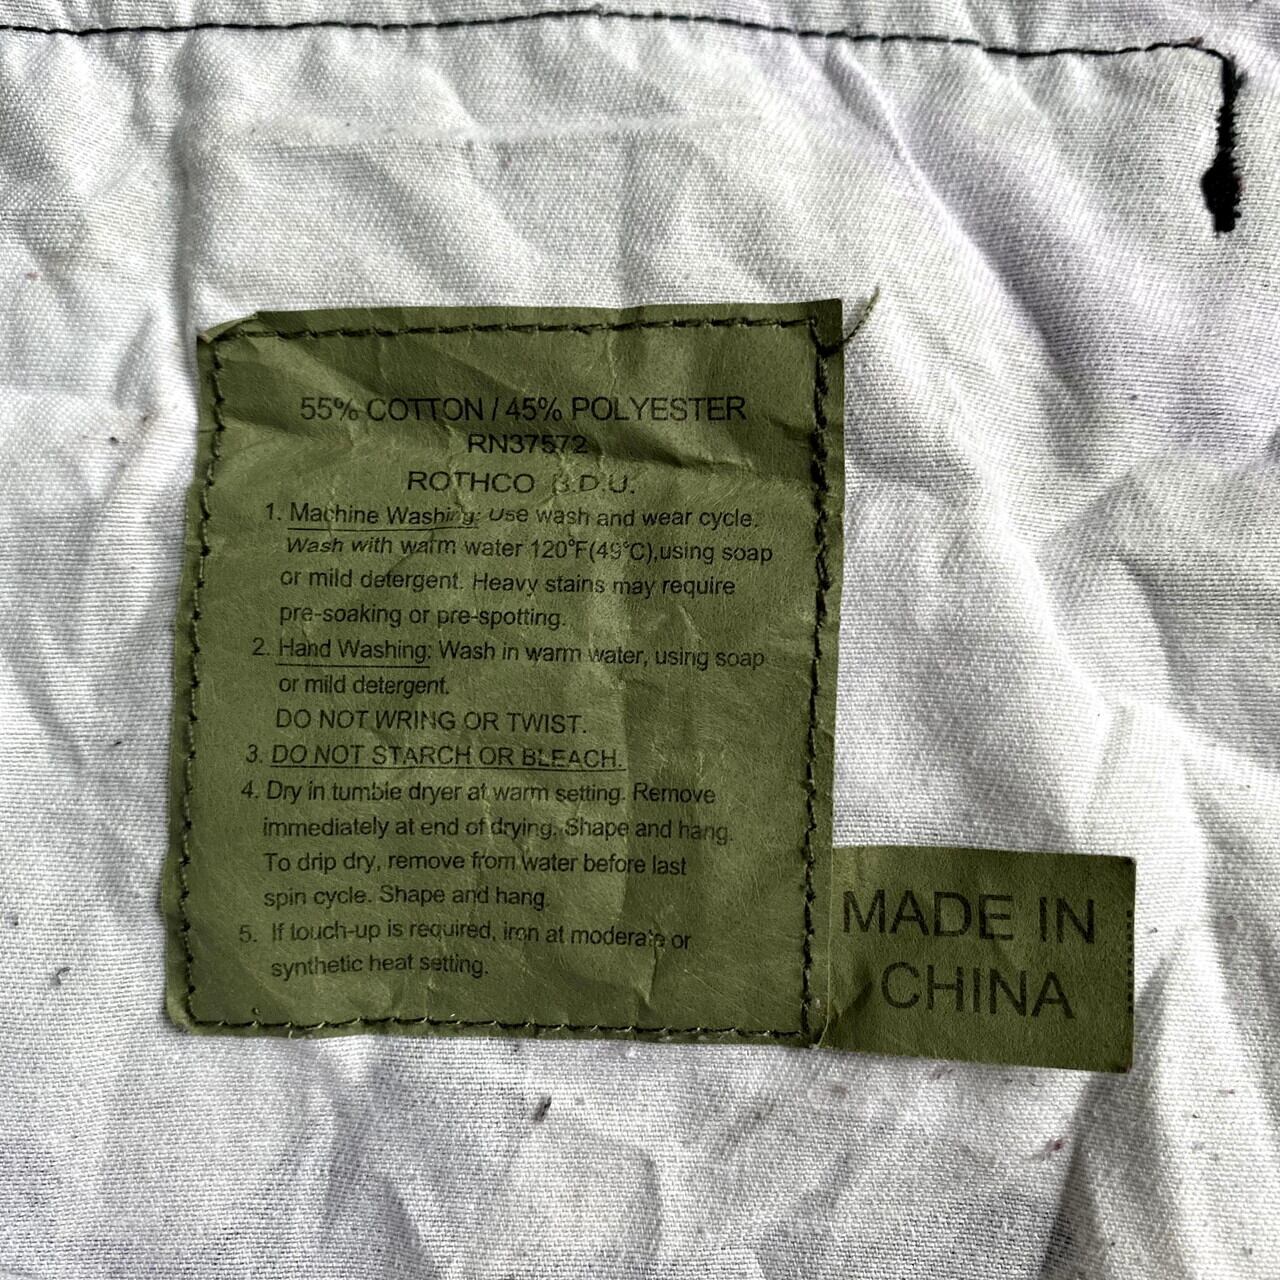 55% COTTON / 45% POLYESTER
RN37572
ROTHCO B.D.U.
1. Machine Washing: Use wash and wear cycle.
Wash with warm water 120°F(49°C),using soap
or mild detergent. Heavy stains may require
pre-soaking or pre-spotting.
2. Hand Washing: Wash in warm water, using soap
or mild detergent.
DO NOT WRING OR TWIST.
3. DO NOT STARCH OR BLEACH.
4. Dry in tumble dryer at warm setting. Remove
immediately at end of drying. Shape and hang.
To drip dry, remove from water before last
spin cycle. Shape and hang.
5. If touch-up is required, iron at moderate or
synthetic heat setting.
MADE IN
CHINA